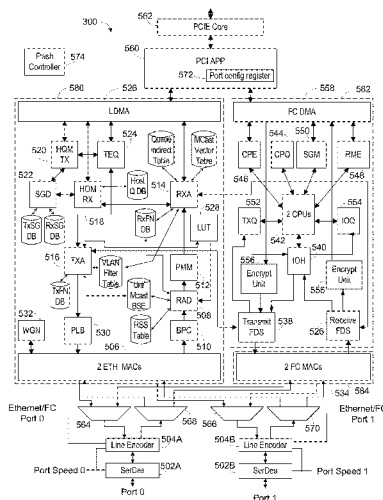 300
562
PCIE Core
560
PCI APP
572
Port config register
Flash Controller
574
580
526
558
582
LDMA
FC DMA
HQM TX
TEQ
524
Queue Indirect Table
MCast Vector Table
544
550
520
522
CPE
CPQ
SGM
RME
SGD
HQM RX
Host Q DB
514
RXA
546
548
TxSG DB
RxSG DB
518
RxFN DB
528
552
TXQ
2 CPUs
554
IOQ
516
LUT
542
540
TXA
VLAN Filter Table
556
IOH
PMM
Encrypt Unit
Encrypt Unit
TxFN DB
Unif Mcast BSE
512
556
532
RAD
508
538
WGN
PLB
530
RSS Table
BPC
Transmit FDS
526
Receive FDS
506
510
2 ETH MACs
2 FC MACs
534
584
Ethernet/FC Port 0
Ethernet/FC Port 1
564
568
566
570
Line Encoder
504A
504B
Line Encoder
Port Speed 0
SerDes
502A
502B
SerDes
Port Speed 1
Port 0
Port 1